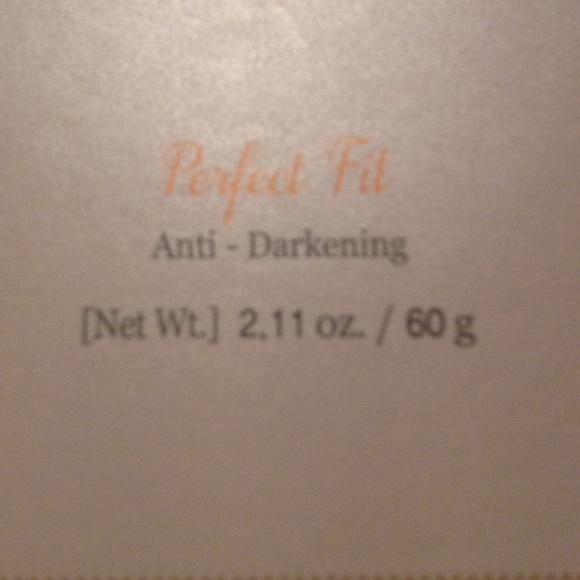 Perfect Fit
Anti - Darkening
[Net Wt.] 2.11 oz. / 60 g